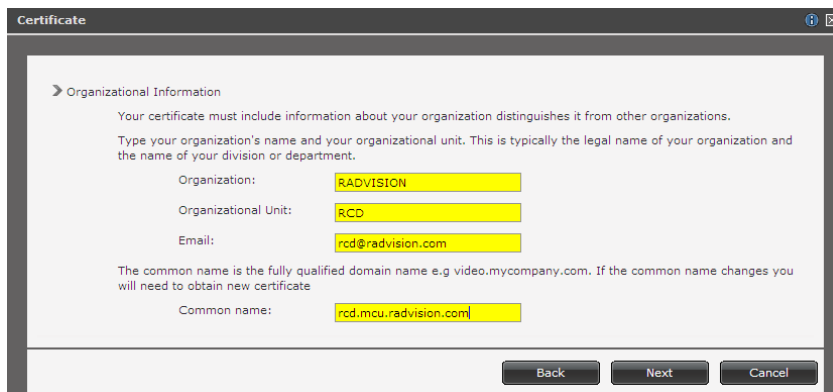 Certificate
Organizational Information
Your certificate must include information about your organization distinguishes it from other organizations.
Type your organization's name and your organizational unit. This is typically the legal name of your organization and
the name of your division or department.
Organization: RADVISION
Organizational Unit: RCD
Email: rcd@radvision.com
The common name is the fully qualified domain name e.g video.mycompany.com. If the common name changes you
will need to obtain new certificate
Common name: rcd.mcu.radvision.com
Back Next Cancel